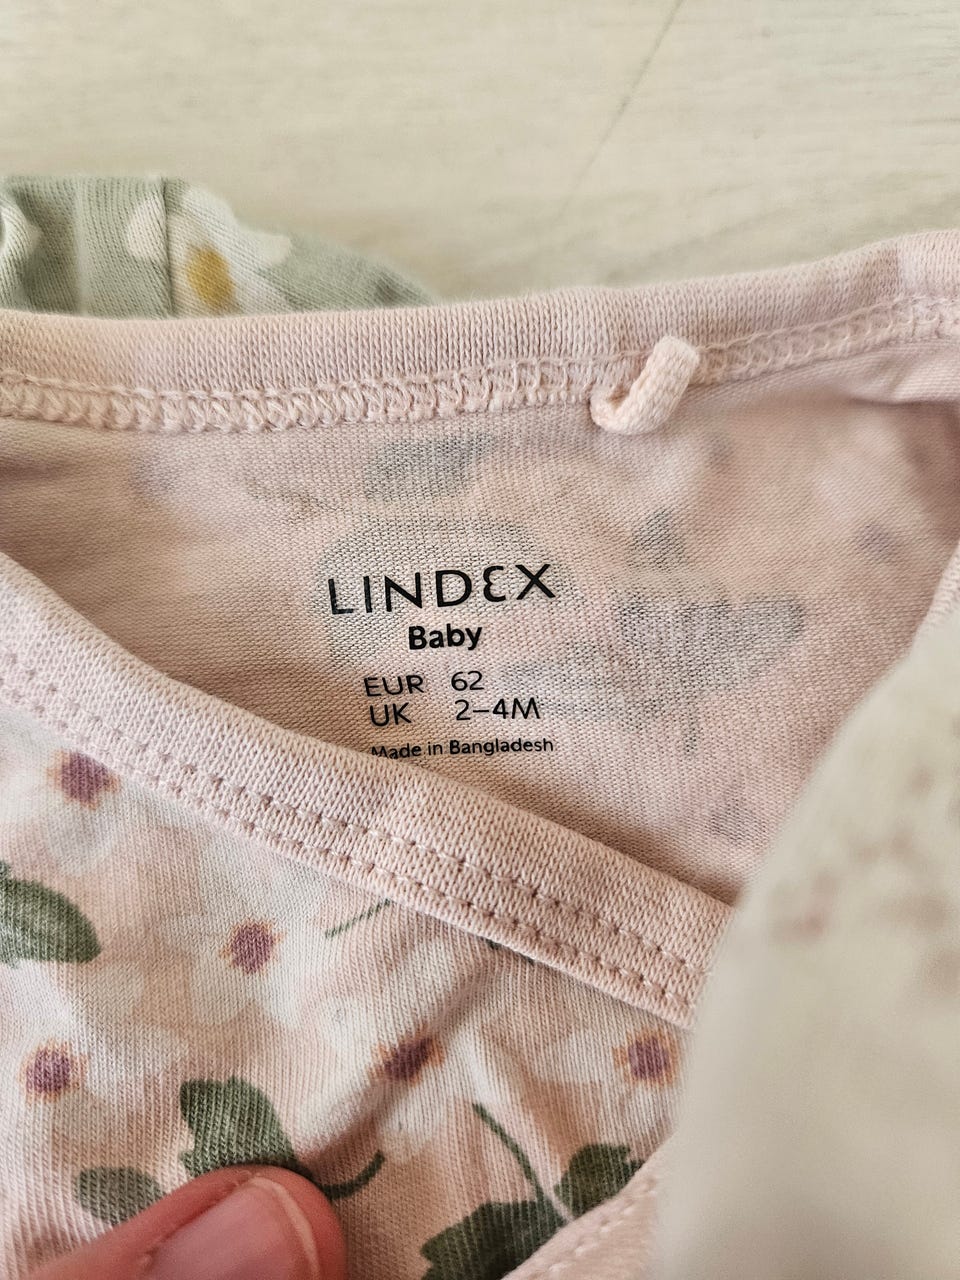 LINDEX
Baby
EUR 62
UK 2–4M
Made in Bangladesh